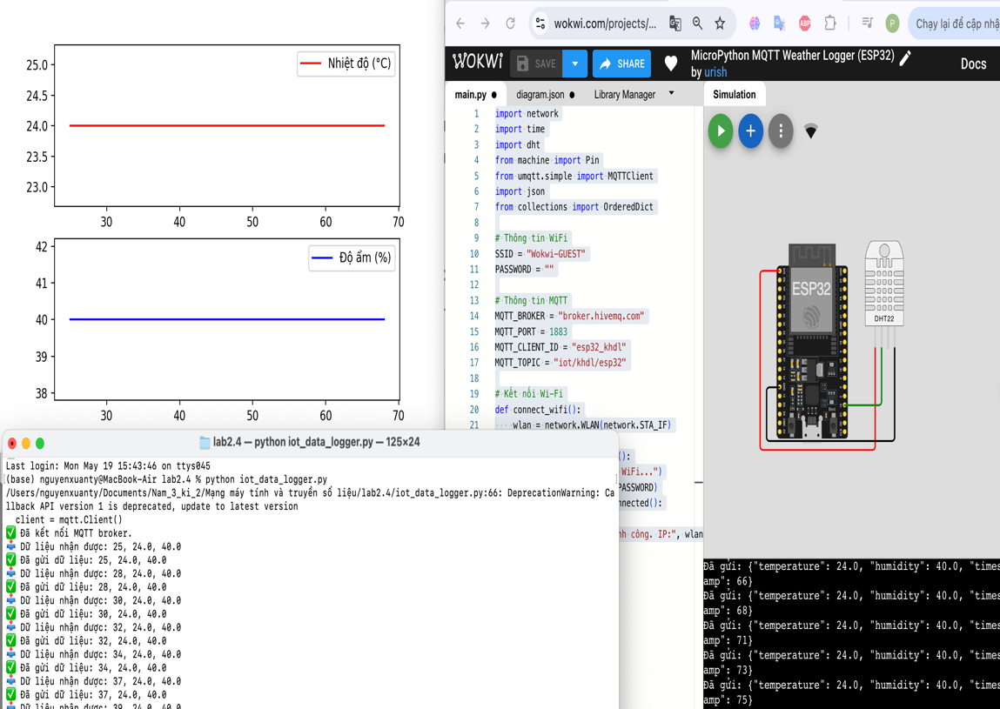 25.0
24.5
24.0
23.5
23.0
Nhiệt độ (°C)
30 40 50 60 70
42
41
40
39
38
Độ ẩm (%)
30 40 50 60 70
wokwi.com/projects/...
ABP
P
Chạy lại để cập nhậ
WOKWI
SAVE
SHARE
MicroPython MQTT Weather Logger (ESP32)
by urish
Docs
main.py ●
diagram.json ●
Library Manager
Simulation
1 import network
2 import time
3 import dht
4 from machine import Pin
5 from umqtt.simple import MQTTClient
6 import json
7 from collections import OrderedDict
8
9 # Thông tin WiFi
10 SSID = "Wokwi-GUEST"
11 PASSWORD = ""
12
13 # Thông tin MQTT
14 MQTT_BROKER = "broker.hivemq.com"
15 MQTT_PORT = 1883
16 MQTT_CLIENT_ID = "esp32_khdl"
17 MQTT_TOPIC = "iot/khdl/esp32"
18
19 # Kết nối Wi-Fi
20 def connect_wifi():
21 wlan = network.WLAN(network.STA_IF)
():
WiFi...")
PASSWORD)
nnected():
nh công. IP:", wlan
ESP32
EN
Boot
DHT22
lab2.4 — python iot_data_logger.py — 125×24
Last login: Mon May 19 15:43:46 on ttys045
(base) nguyenxuanty@MacBook-Air lab2.4 % python iot_data_logger.py
/Users/nguyenxuanty/Documents/Nam_3_ki_2/Mạng máy tính và truyền số liệu/lab2.4/iot_data_logger.py:66: DeprecationWarning: Ca
llback API version 1 is deprecated, update to latest version
client = mqtt.Client()
✅ Đã kết nối MQTT broker.
📥 Dữ liệu nhận được: 25, 24.0, 40.0
✅ Đã gửi dữ liệu: 25, 24.0, 40.0
📥 Dữ liệu nhận được: 28, 24.0, 40.0
✅ Đã gửi dữ liệu: 28, 24.0, 40.0
📥 Dữ liệu nhận được: 30, 24.0, 40.0
✅ Đã gửi dữ liệu: 30, 24.0, 40.0
📥 Dữ liệu nhận được: 32, 24.0, 40.0
✅ Đã gửi dữ liệu: 32, 24.0, 40.0
📥 Dữ liệu nhận được: 34, 24.0, 40.0
✅ Đã gửi dữ liệu: 34, 24.0, 40.0
📥 Dữ liệu nhận được: 37, 24.0, 40.0
✅ Đã gửi dữ liệu: 37, 24.0, 40.0
📥 Dữ liệu nhận được: 39, 24.0, 40.0
Đã gửi: {"temperature": 24.0, "humidity": 40.0, "times
amp": 66}
Đã gửi: {"temperature": 24.0, "humidity": 40.0, "times
amp": 68}
Đã gửi: {"temperature": 24.0, "humidity": 40.0, "times
amp": 71}
Đã gửi: {"temperature": 24.0, "humidity": 40.0, "times
amp": 73}
Đã gửi: {"temperature": 24.0, "humidity": 40.0, "times
amp": 75}